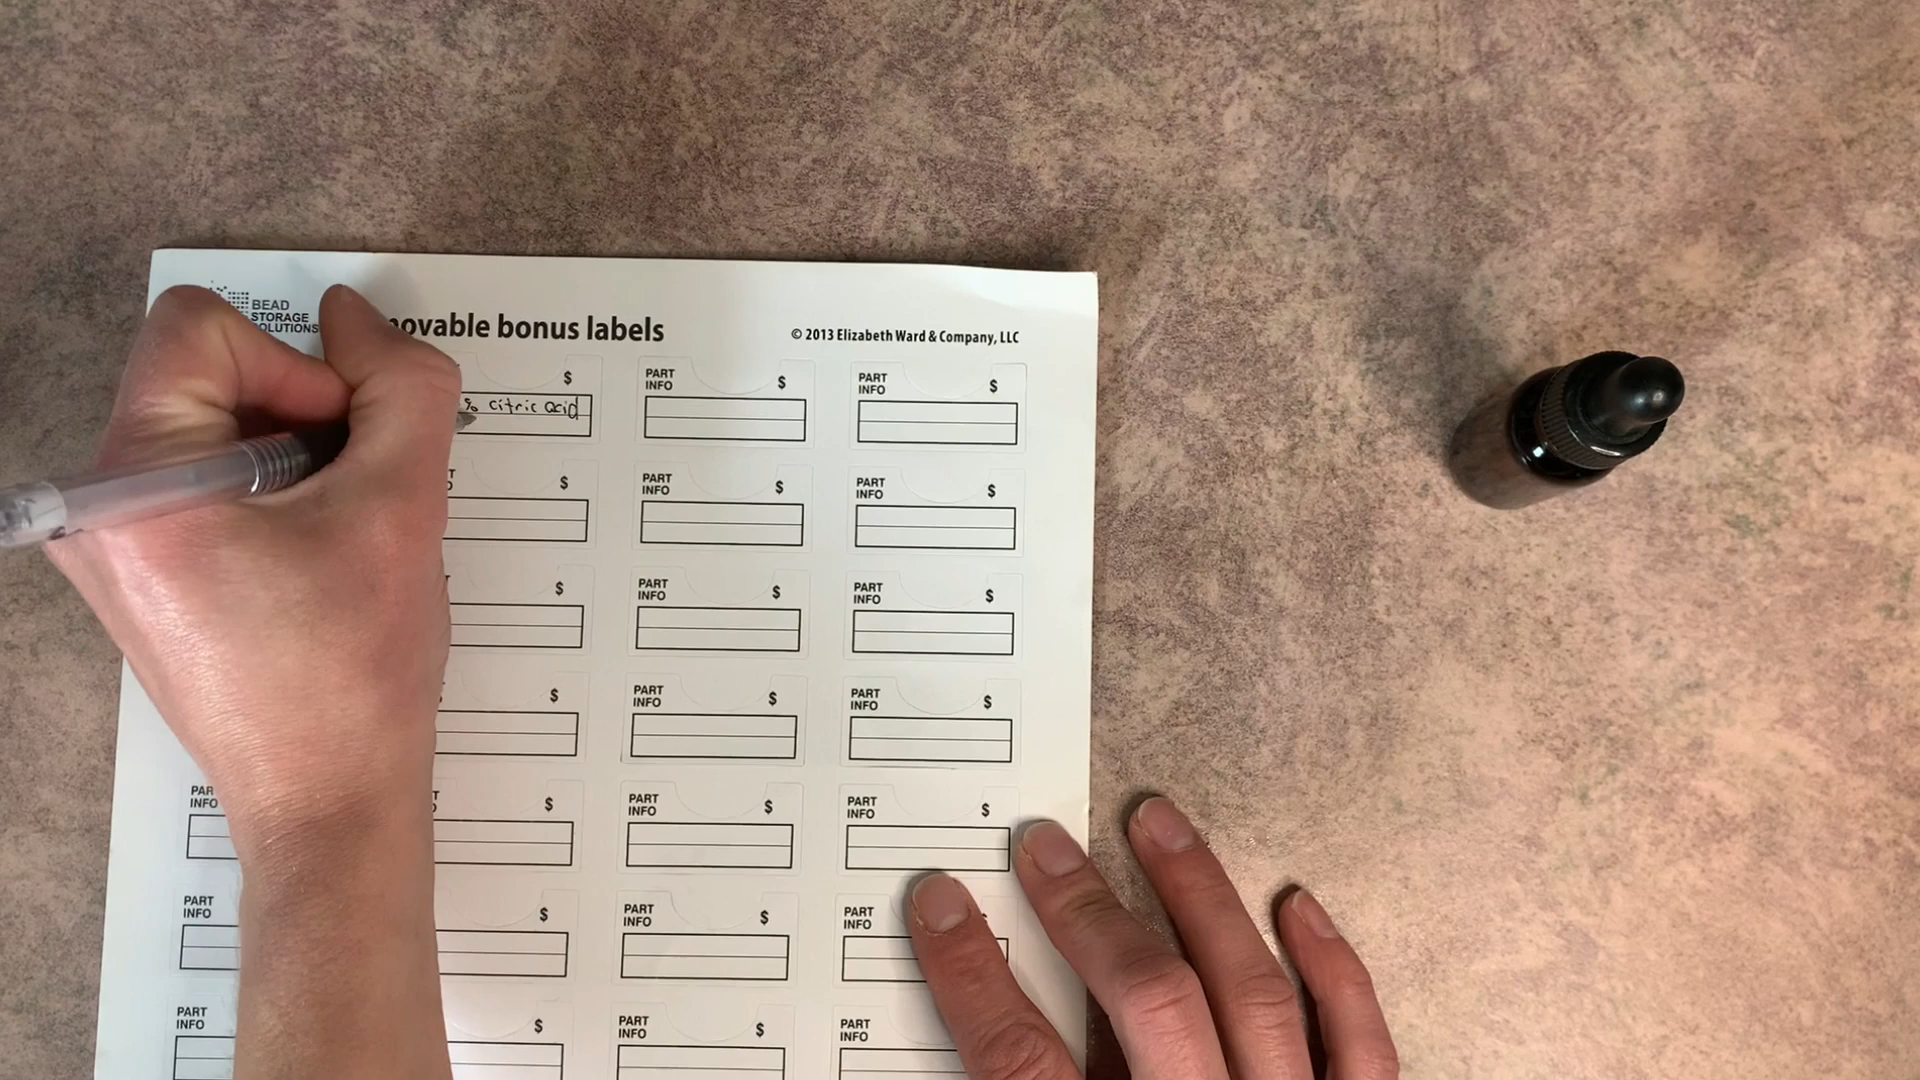 BEAD
STORAGE
SOLUTIONS
movable bonus labels
© 2013 Elizabeth Ward & Company, LLC
$
PART INFO $
PART INFO $
% citric acid
$
PART INFO $
PART INFO $
$
PART INFO $
PART INFO $
$
PART INFO $
PART INFO $
PART INFO
$
PART INFO $
PART INFO $
PART INFO
$
PART INFO $
PART INFO
PART INFO
$
PART INFO $
PART INFO